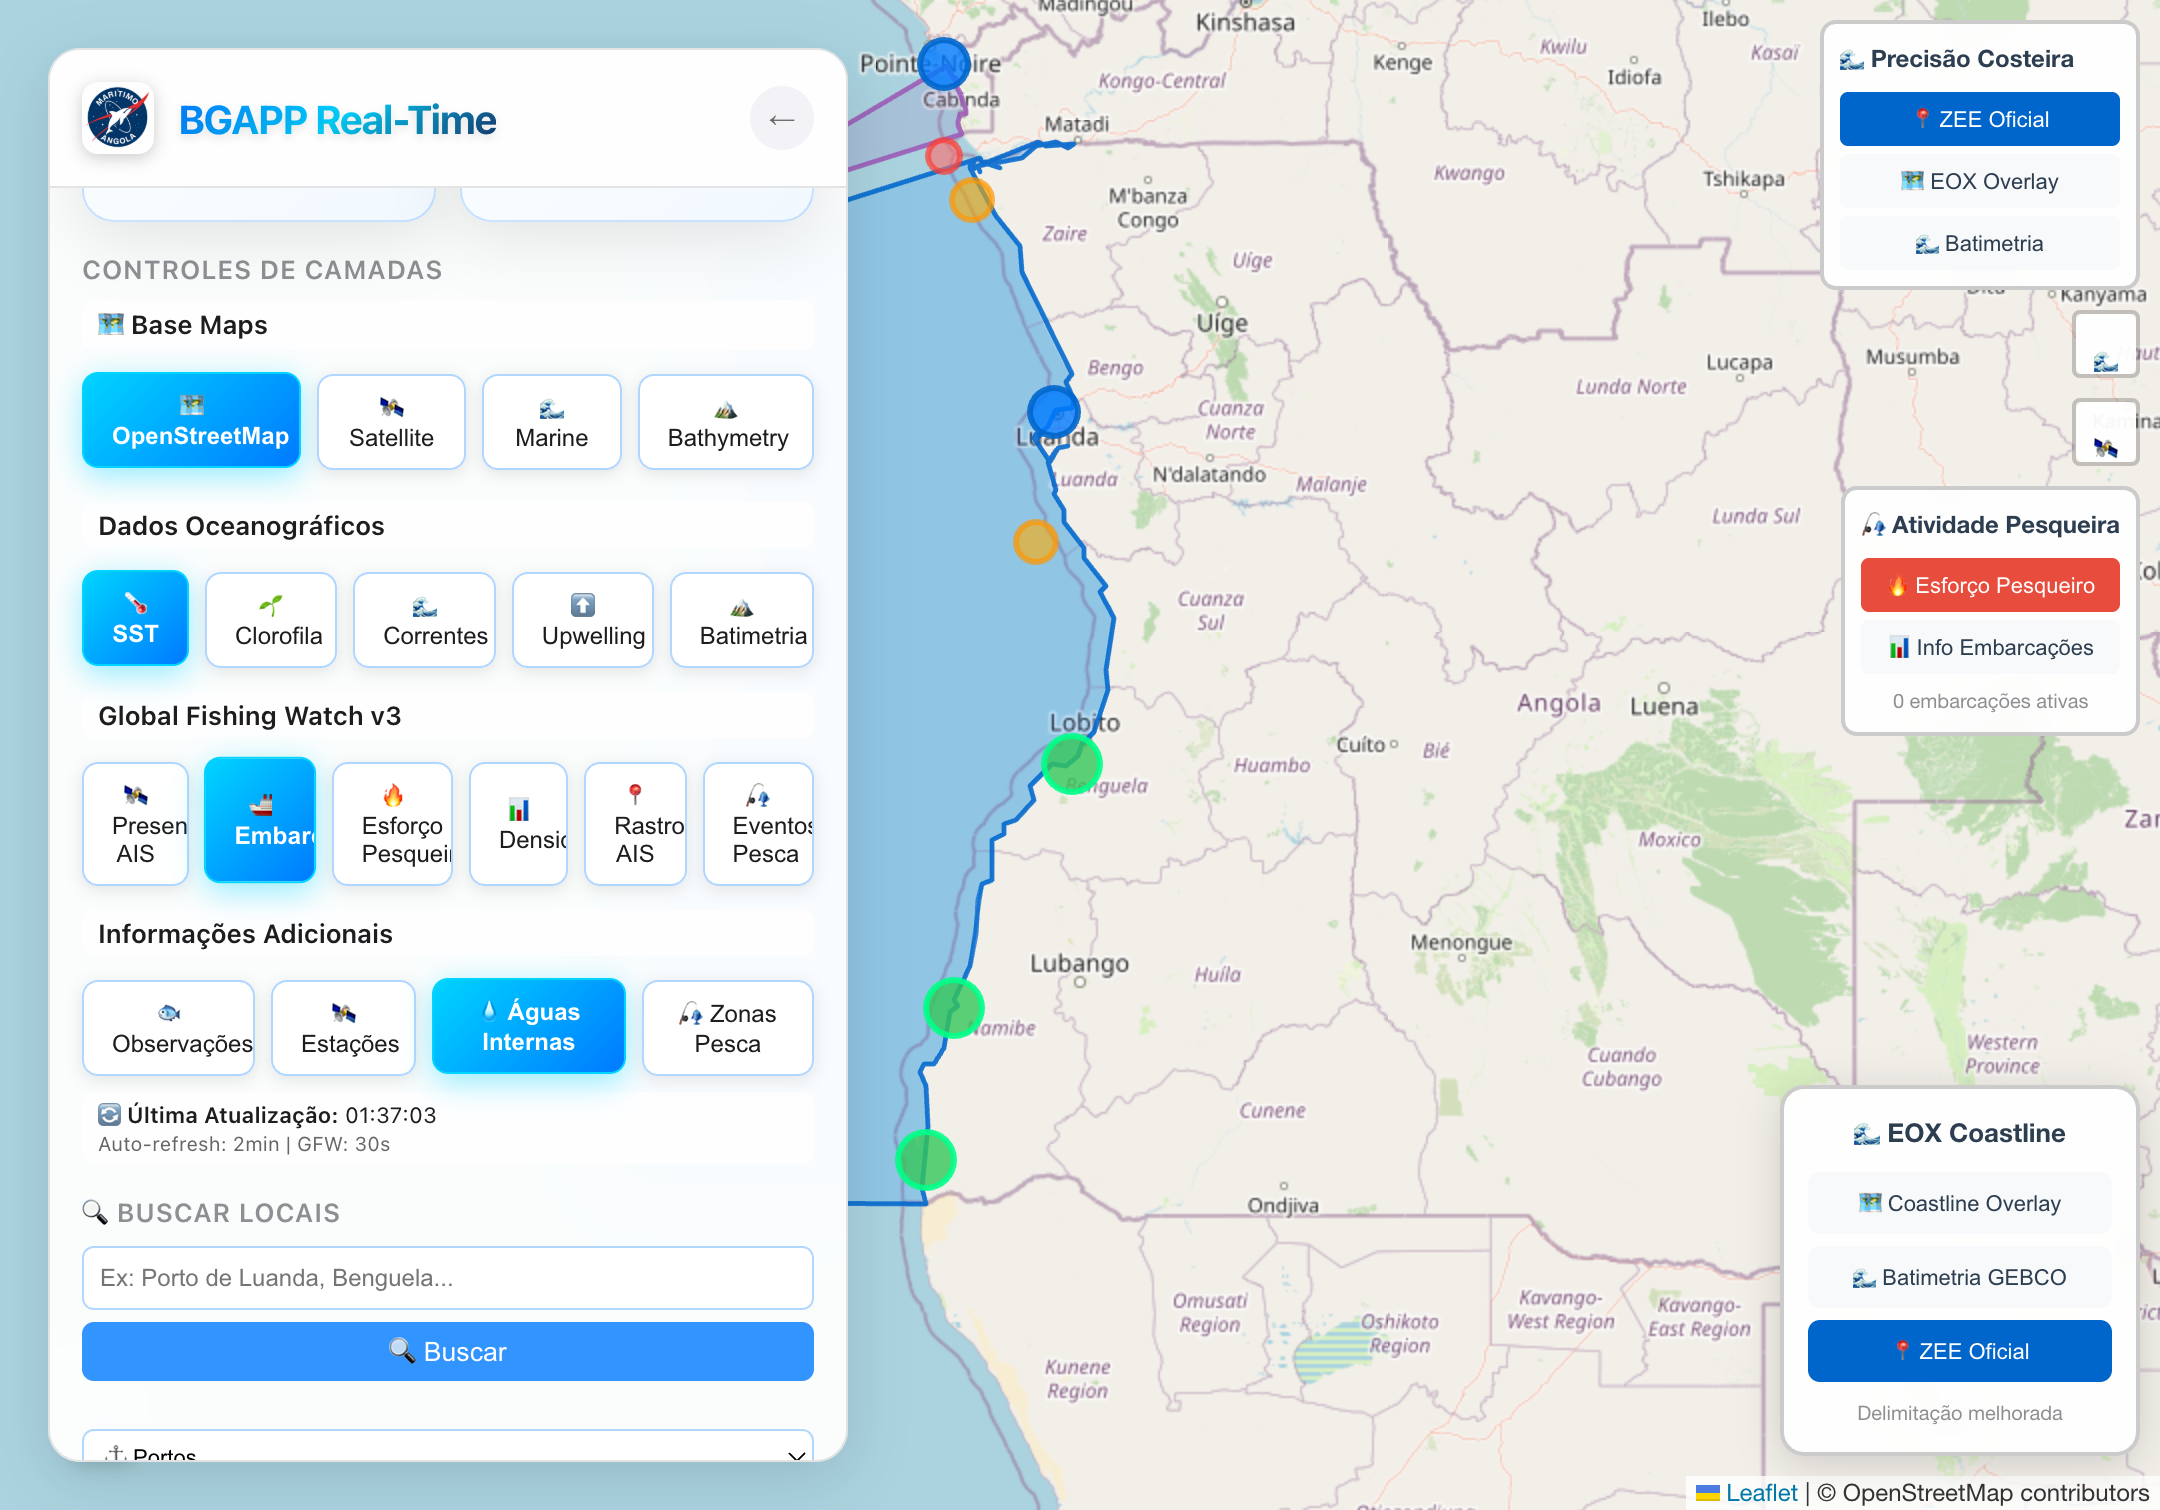 MARÍTIMO
ANGOLA
BGAPP Real-Time
←
CONTROLES DE CAMADAS
Base Maps
OpenStreetMap
Satellite
Marine
Bathymetry
Dados Oceanográficos
SST
Clorofila
Correntes
Upwelling
Batimetria
Global Fishing Watch v3
Presen
AIS
Embar
Esforço
Pesquei
Densi
Rastro
AIS
Eventos
Pesca
Informações Adicionais
Observações
Estações
Águas
Internas
Zonas
Pesca
Última Atualização: 01:37:03
Auto-refresh: 2min | GFW: 30s
BUSCAR LOCAIS
Ex: Porto de Luanda, Benguela...
Buscar
Portos
Madingou
Kinshasa
Ilebo
Pointe-Noire
Kenge
Kwilu
Idiofa
Kasaï
Kongo-Central
Cabinda
Matadi
Kwango
Tshikapa
M'banza
Congo
Zaire
Uíge
Uíge
Kanyama
Bengo
Lucapa
Musumba
Lunda Norte
Cuanza
Norte
Luanda
Luanda
N'dalatando
Malanje
Lunda Sul
Cuanza
Sul
Lobito
Angola
Luena
Cuíto
Bié
Huambo
Benguela
Moxico
Menongue
Lubango
Huíla
Namibe
Cuando
Cubango
Western
Province
Cunene
Ondjiva
Omusati
Region
Oshikoto
Region
Kavango-
West Region
Kavango-
East Region
Kunene
Region
Precisão Costeira
ZEE Oficial
EOX Overlay
Batimetria
Atividade Pesqueira
Esforço Pesqueiro
Info Embarcações
0 embarcações ativas
EOX Coastline
Coastline Overlay
Batimetria GEBCO
ZEE Oficial
Delimitação melhorada
Leaflet | © OpenStreetMap contributors